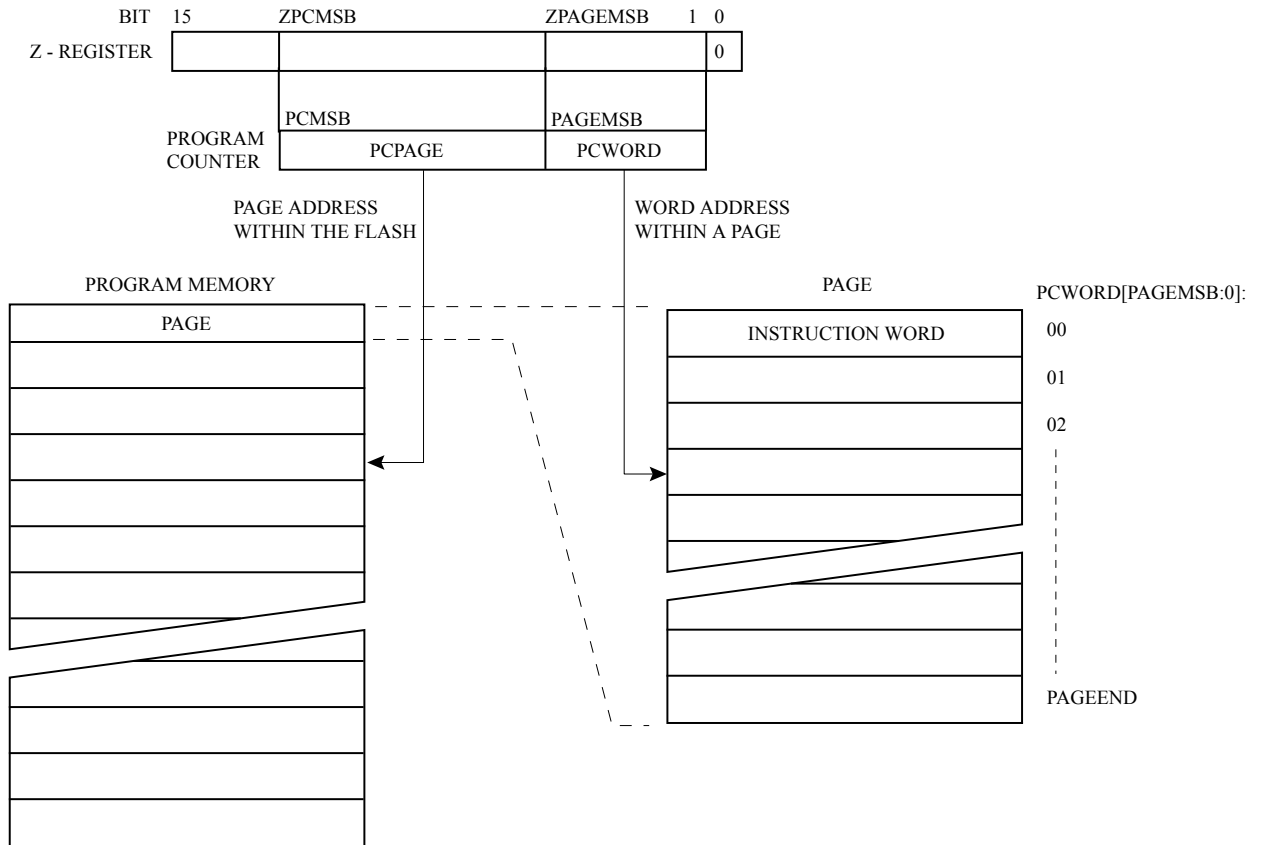 BIT 15 ZPCMSB ZPAGEMSB 1 0
Z - REGISTER 0
PCMSB PAGEMSB
PROGRAM
COUNTER
PCPAGE PCWORD
PAGE ADDRESS
WITHIN THE FLASH
WORD ADDRESS
WITHIN A PAGE
PROGRAM MEMORY
PAGE
PAGE
PCWORD[PAGEMSB:0]:
INSTRUCTION WORD
00
01
02
PAGEEND